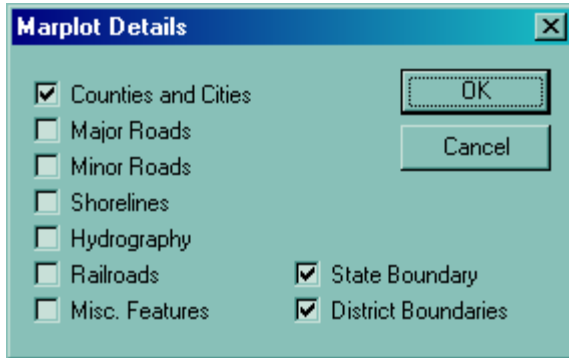 Marplot Details
Counties and Cities
OK
Major Roads
Minor Roads
Cancel
Shorelines
Hydrography
Railroads
State Boundary
Misc. Features
District Boundaries